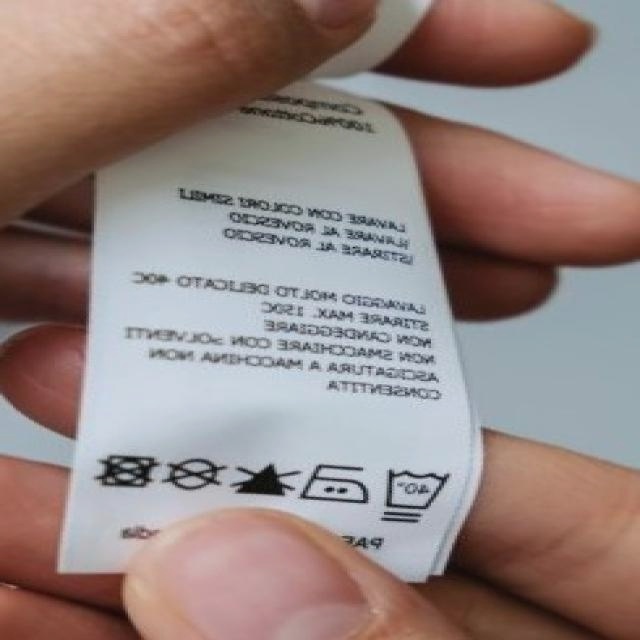 LAVARE CON COLORI SIMILI
LAVARE AL ROVESCIO
STIRARE AL ROVESCIO
LAVAGGIO MOLTO DELICATO 40C
STIRARE MAX. 150C
NON CANDEGGIARE
NON SMACCHIARE CON SOLVENTI
ASCIUGATURA A MACCHINA NON
CONSENTITA
40°